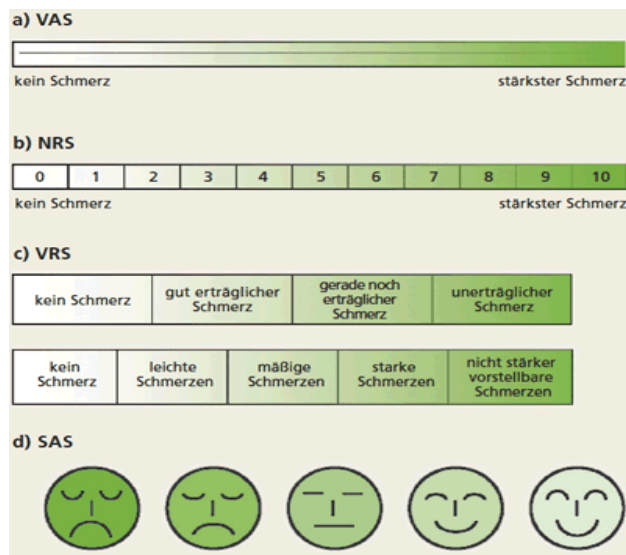 a) VAS
kein Schmerz stärkster Schmerz
b) NRS
0 1 2 3 4 5 6 7 8 9 10
kein Schmerz stärkster Schmerz
c) VRS
kein Schmerz
gut erträglicher
Schmerz
gerade noch
erträglicher
Schmerz
unerträglicher
Schmerz
kein
Schmerz
leichte
Schmerzen
mäßige
Schmerzen
starke
Schmerzen
nicht stärker
vorstellbare
Schmerzen
d) SAS